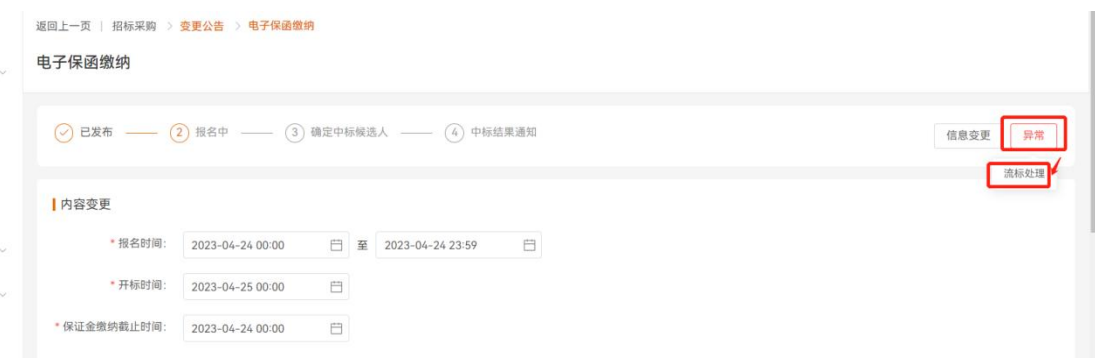 返回上一页 | 招标采购 > 变更公告 > 电子保函缴纳
电子保函缴纳
已发布 2 报名中 3 确定中标候选人 4 中标结果通知 信息变更 异常
流标处理
内容变更
* 报名时间: 2023-04-24 00:00 至 2023-04-24 23:59
* 开标时间: 2023-04-25 00:00
* 保证金缴纳截止时间: 2023-04-24 00:00